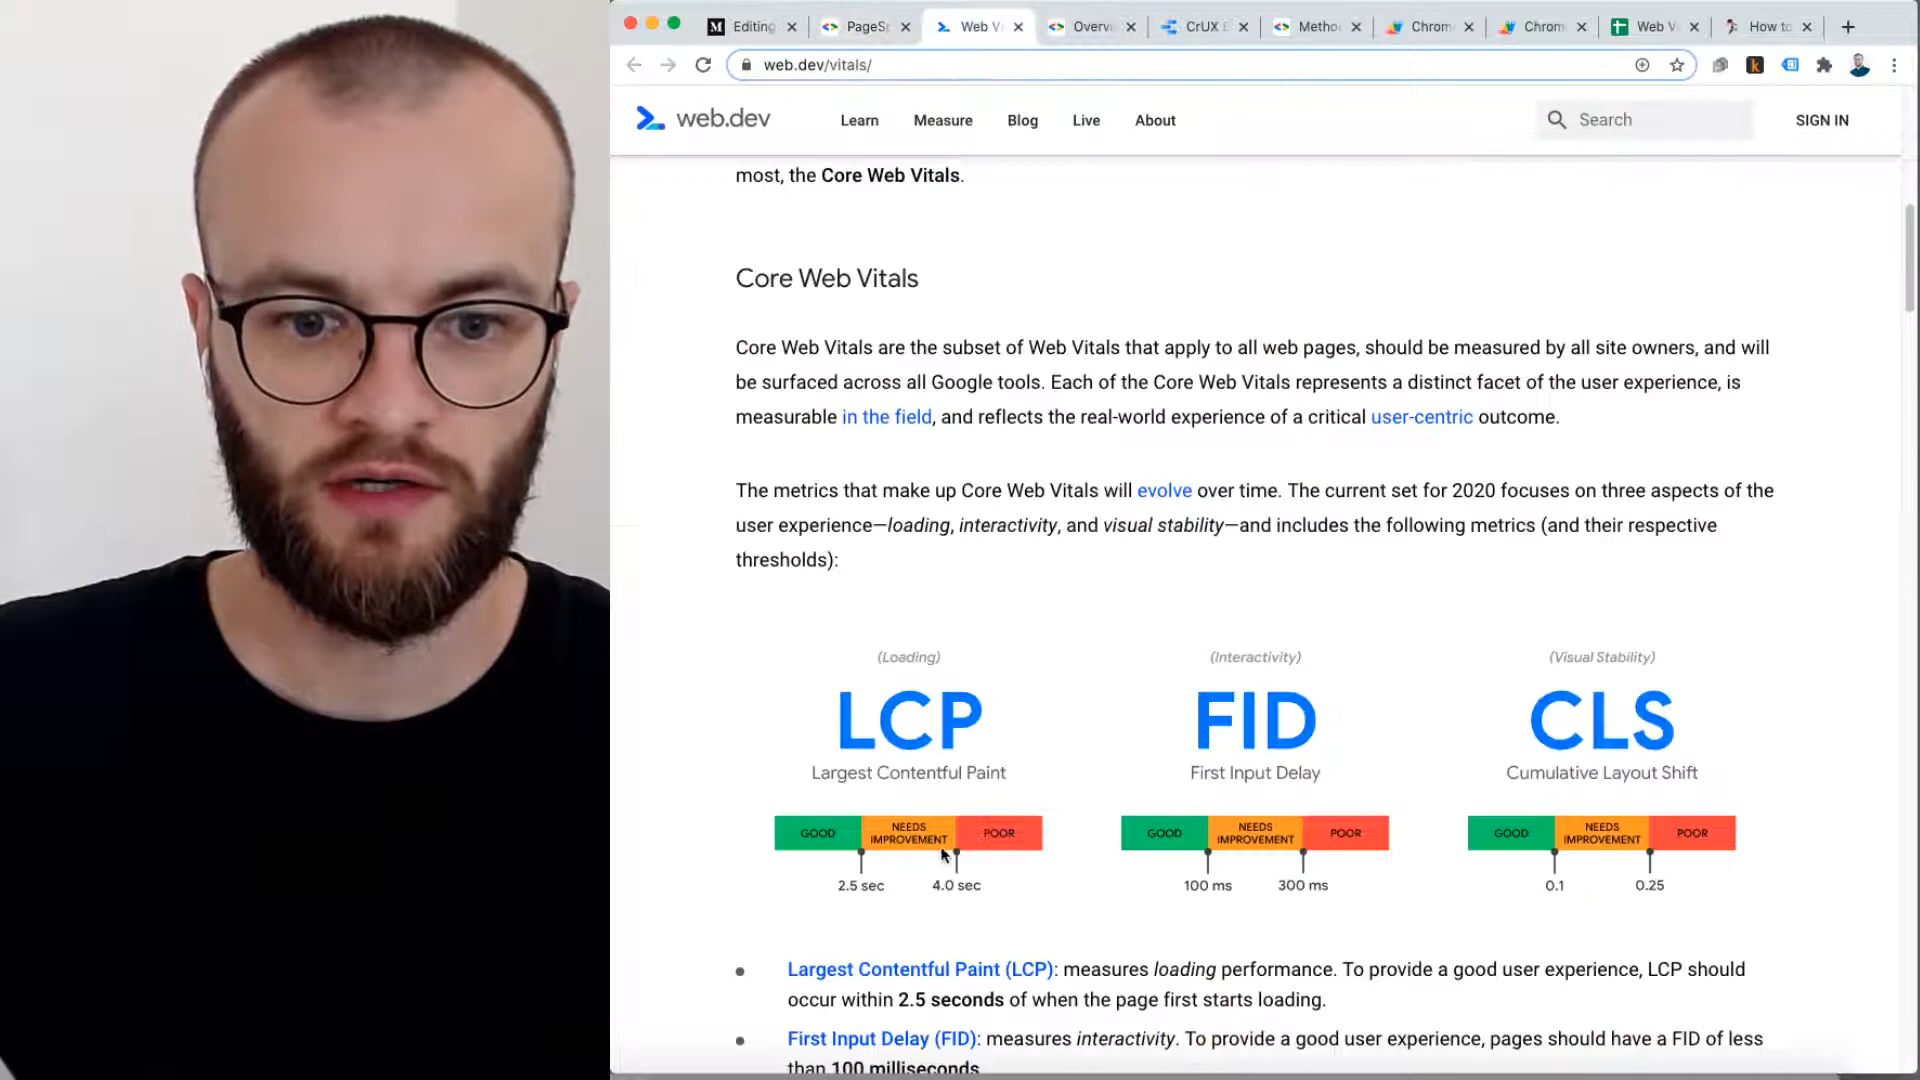 Editing
PageSp
Web V
Overv
CrUX
Metho
Chrom
Chrom
Web V
How to
web.dev/vitals/
web.dev
Learn
Measure
Blog
Live
About
Search
SIGN IN
most, the Core Web Vitals.
Core Web Vitals
Core Web Vitals are the subset of Web Vitals that apply to all web pages, should be measured by all site owners, and will
be surfaced across all Google tools. Each of the Core Web Vitals represents a distinct facet of the user experience, is
measurable in the field, and reflects the real-world experience of a critical user-centric outcome.
The metrics that make up Core Web Vitals will evolve over time. The current set for 2020 focuses on three aspects of the
user experience—loading, interactivity, and visual stability—and includes the following metrics (and their respective
thresholds):
(Loading)
LCP
Largest Contentful Paint
GOOD
NEEDS
IMPROVEMENT
POOR
2.5 sec
4.0 sec
(Interactivity)
FID
First Input Delay
GOOD
NEEDS
IMPROVEMENT
POOR
100 ms
300 ms
(Visual Stability)
CLS
Cumulative Layout Shift
GOOD
NEEDS
IMPROVEMENT
POOR
0.1
0.25
Largest Contentful Paint (LCP): measures loading performance. To provide a good user experience, LCP should
occur within 2.5 seconds of when the page first starts loading.
First Input Delay (FID): measures interactivity. To provide a good user experience, pages should have a FID of less
than 100 milliseconds